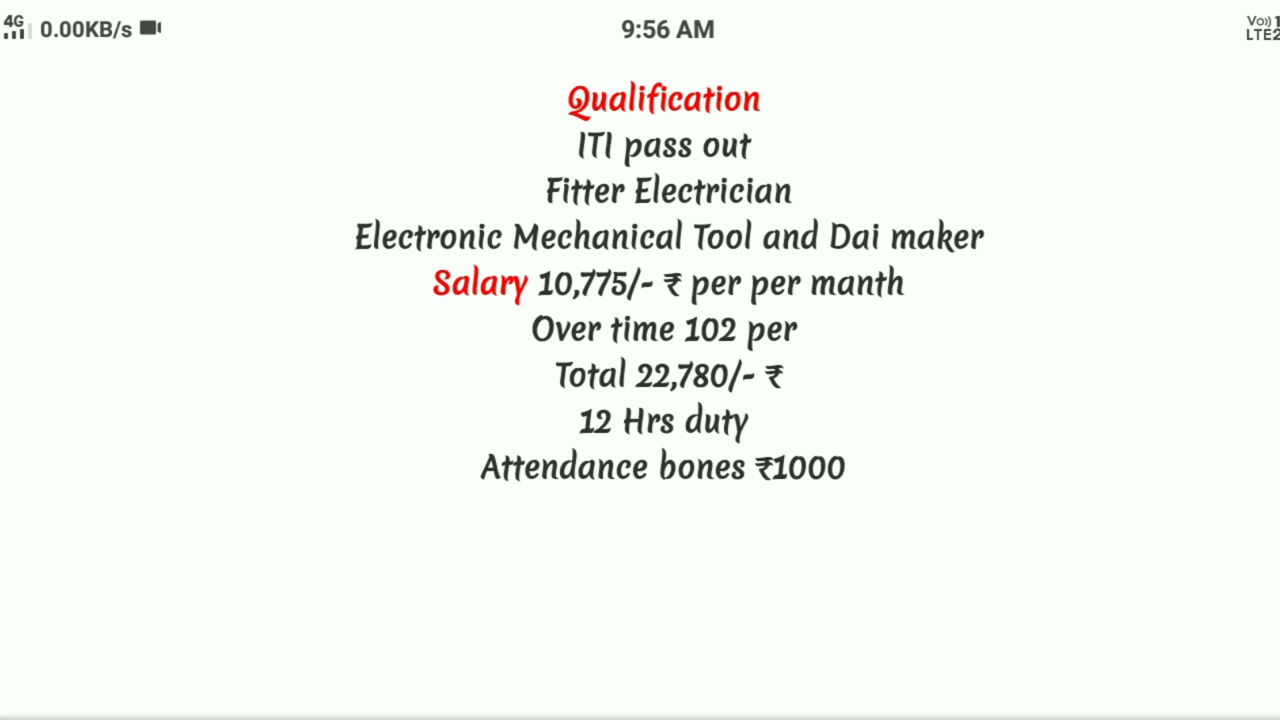 4G 0.00KB/s 9:56 AM Vo)) 1
LTE2
Qualification
ITI pass out
Fitter Electrician
Electronic Mechanical Tool and Dai maker
Salary 10,775/- ₹ per per manth
Over time 102 per
Total 22,780/- ₹
12 Hrs duty
Attendance bones ₹1000